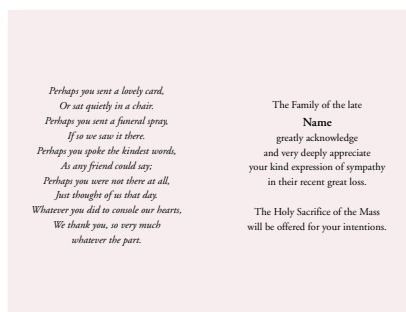 Perhaps you sent a lovely card,
Or sat quietly in a chair.
Perhaps you sent a funeral spray,
If so we saw it there.
Perhaps you spoke the kindest words,
As any friend could say;
Perhaps you were not there at all,
Just thought of us that day.
Whatever you did to console our hearts,
We thank you, so very much
whatever the part.
The Family of the late
Name
greatly acknowledge
and very deeply appreciate
your kind expression of sympathy
in their recent great loss.
The Holy Sacrifice of the Mass
will be offered for your intentions.